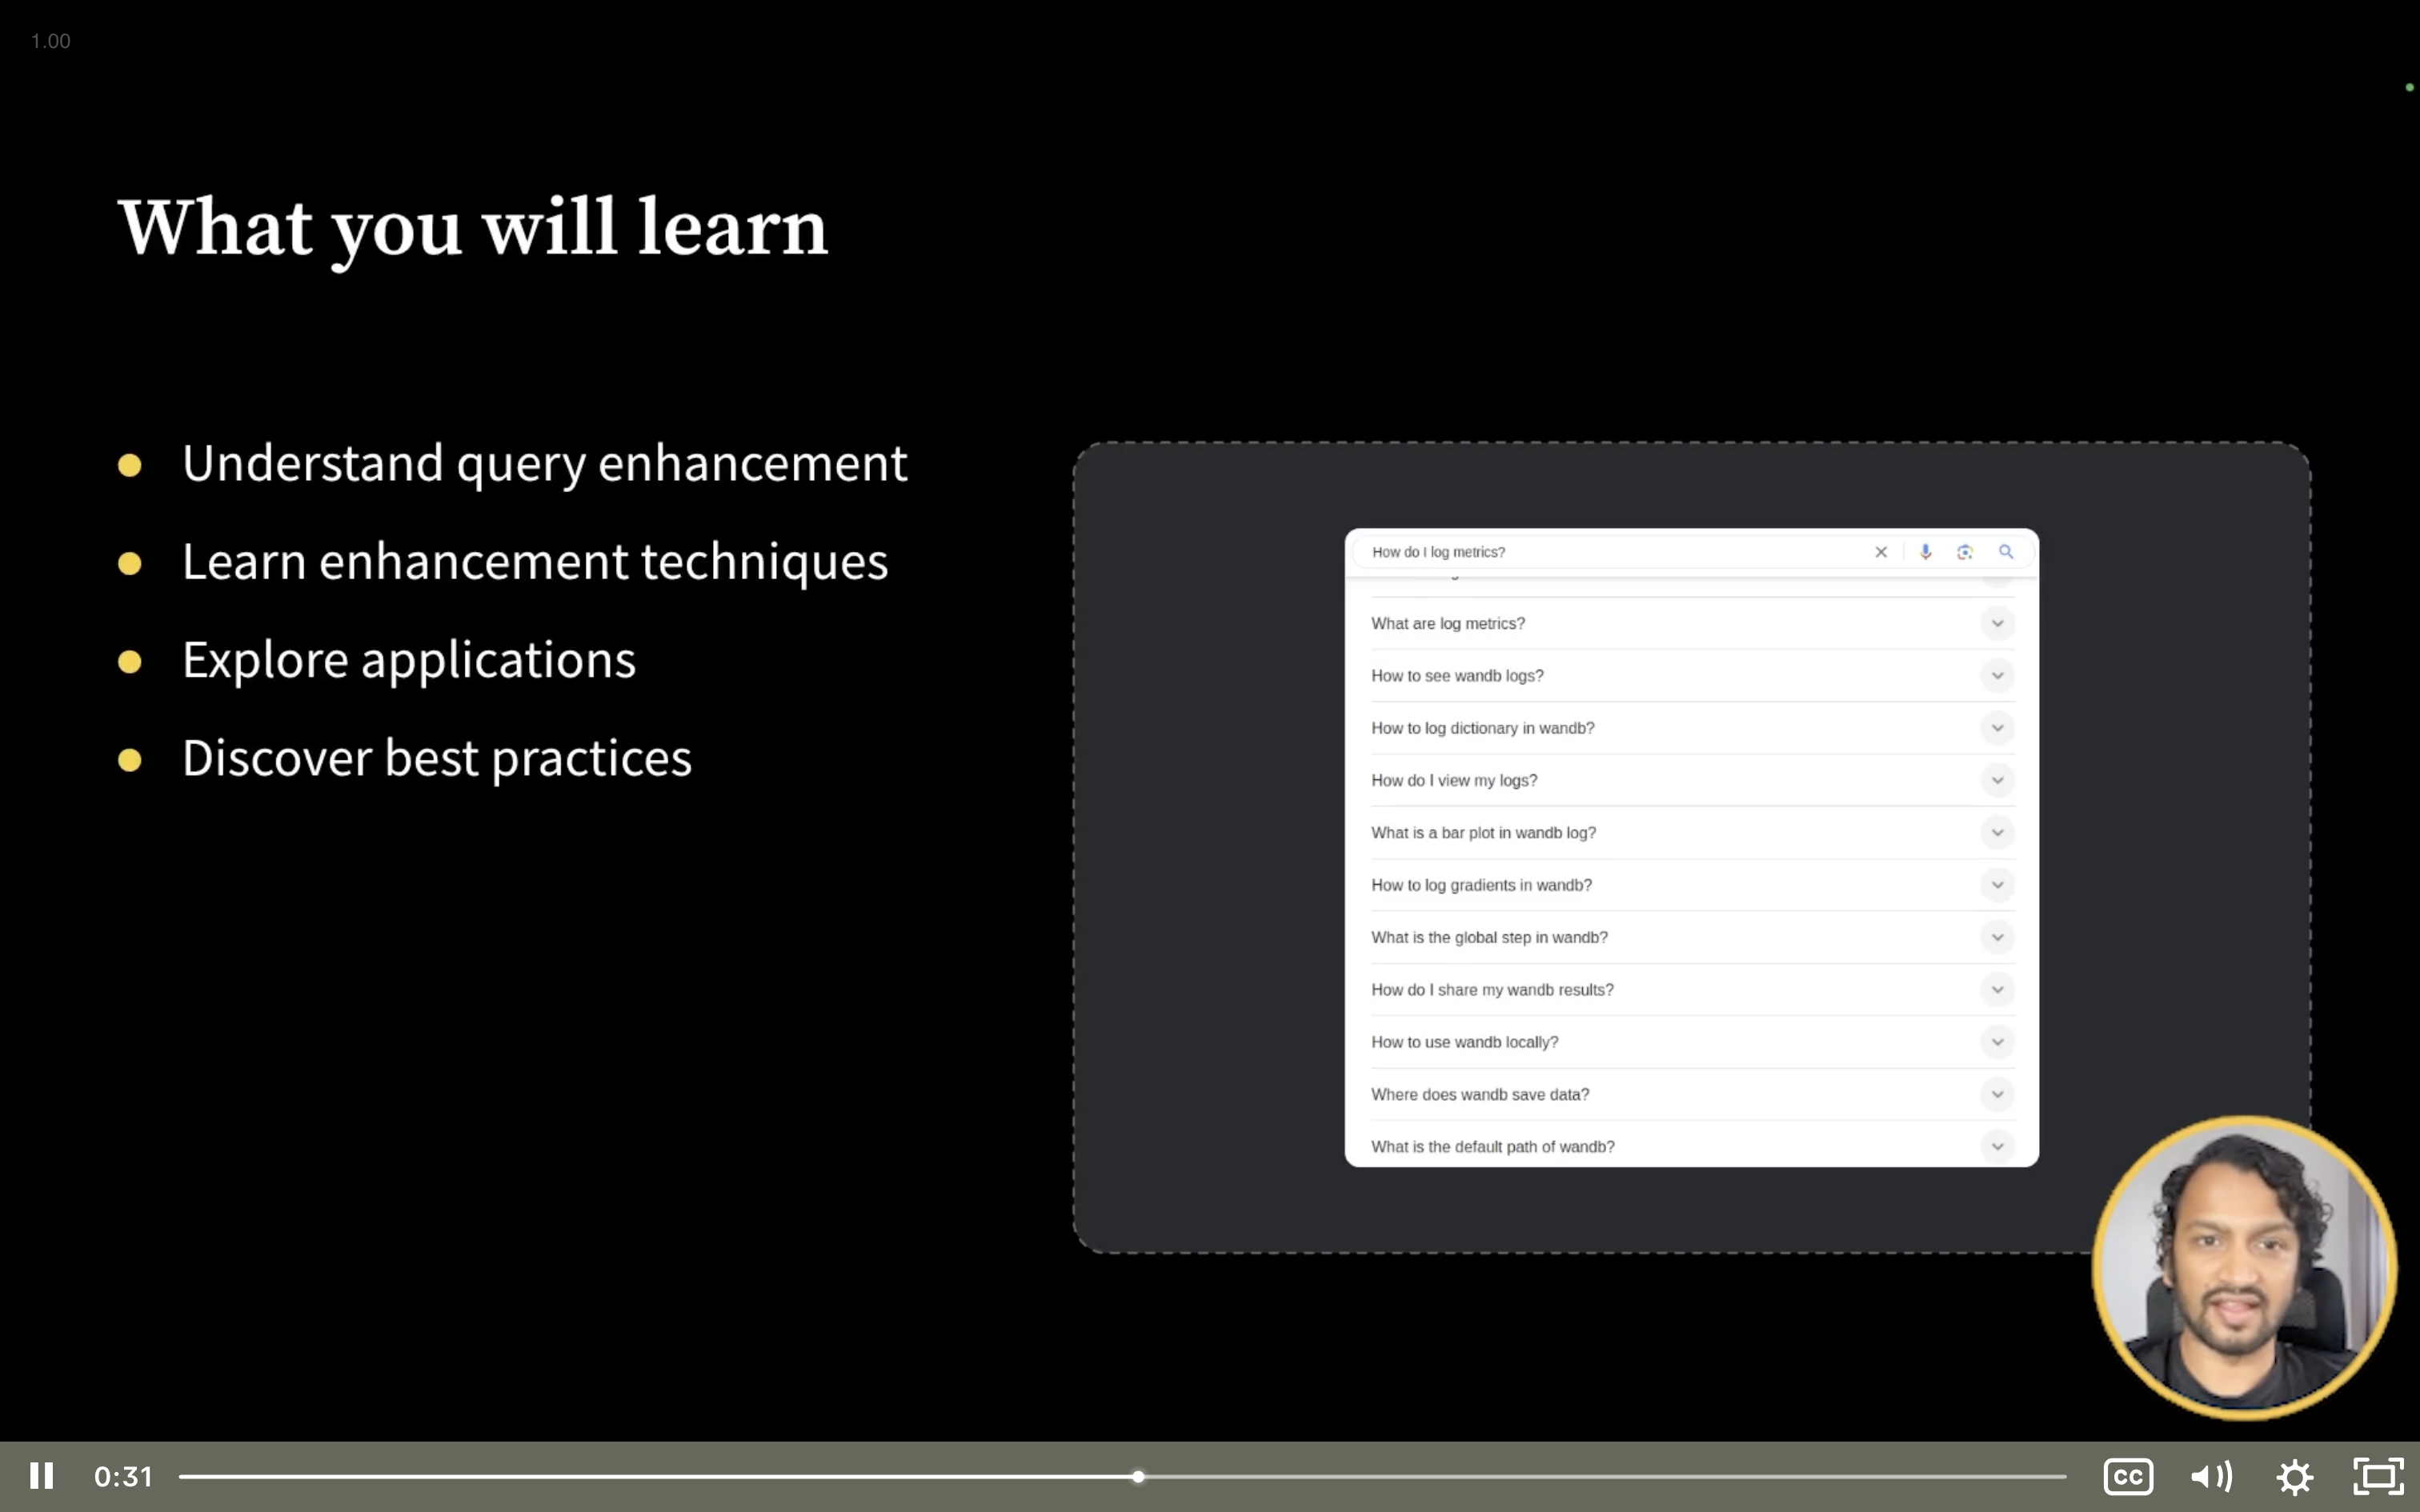 1.00
What you will learn
Understand query enhancement
Learn enhancement techniques
Explore applications
Discover best practices
How do I log metrics?
What are log metrics?
How to see wandb logs?
How to log dictionary in wandb?
How do I view my logs?
What is a bar plot in wandb log?
How to log gradients in wandb?
What is the global step in wandb?
How do I share my wandb results?
How to use wandb locally?
Where does wandb save data?
What is the default path of wandb?
0:31
CC